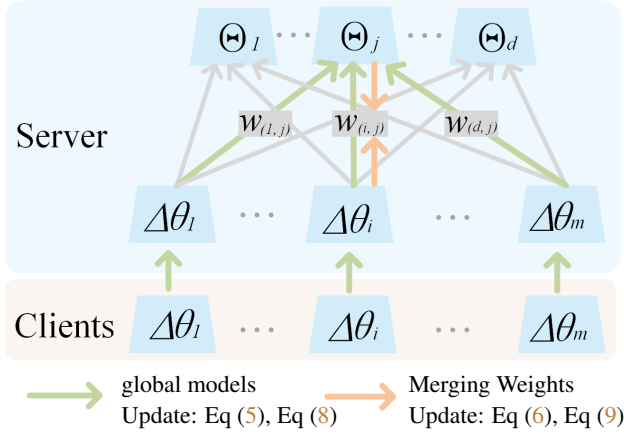 Θ1 ··· Θj ··· Θd
Server
w(1, j) w(i, j) w(d, j)
Δθ1 ··· Δθi ··· Δθm
Clients
Δθ1 ··· Δθi ··· Δθm
global models
Update: Eq (5), Eq (8)
Merging Weights
Update: Eq (6), Eq (9)